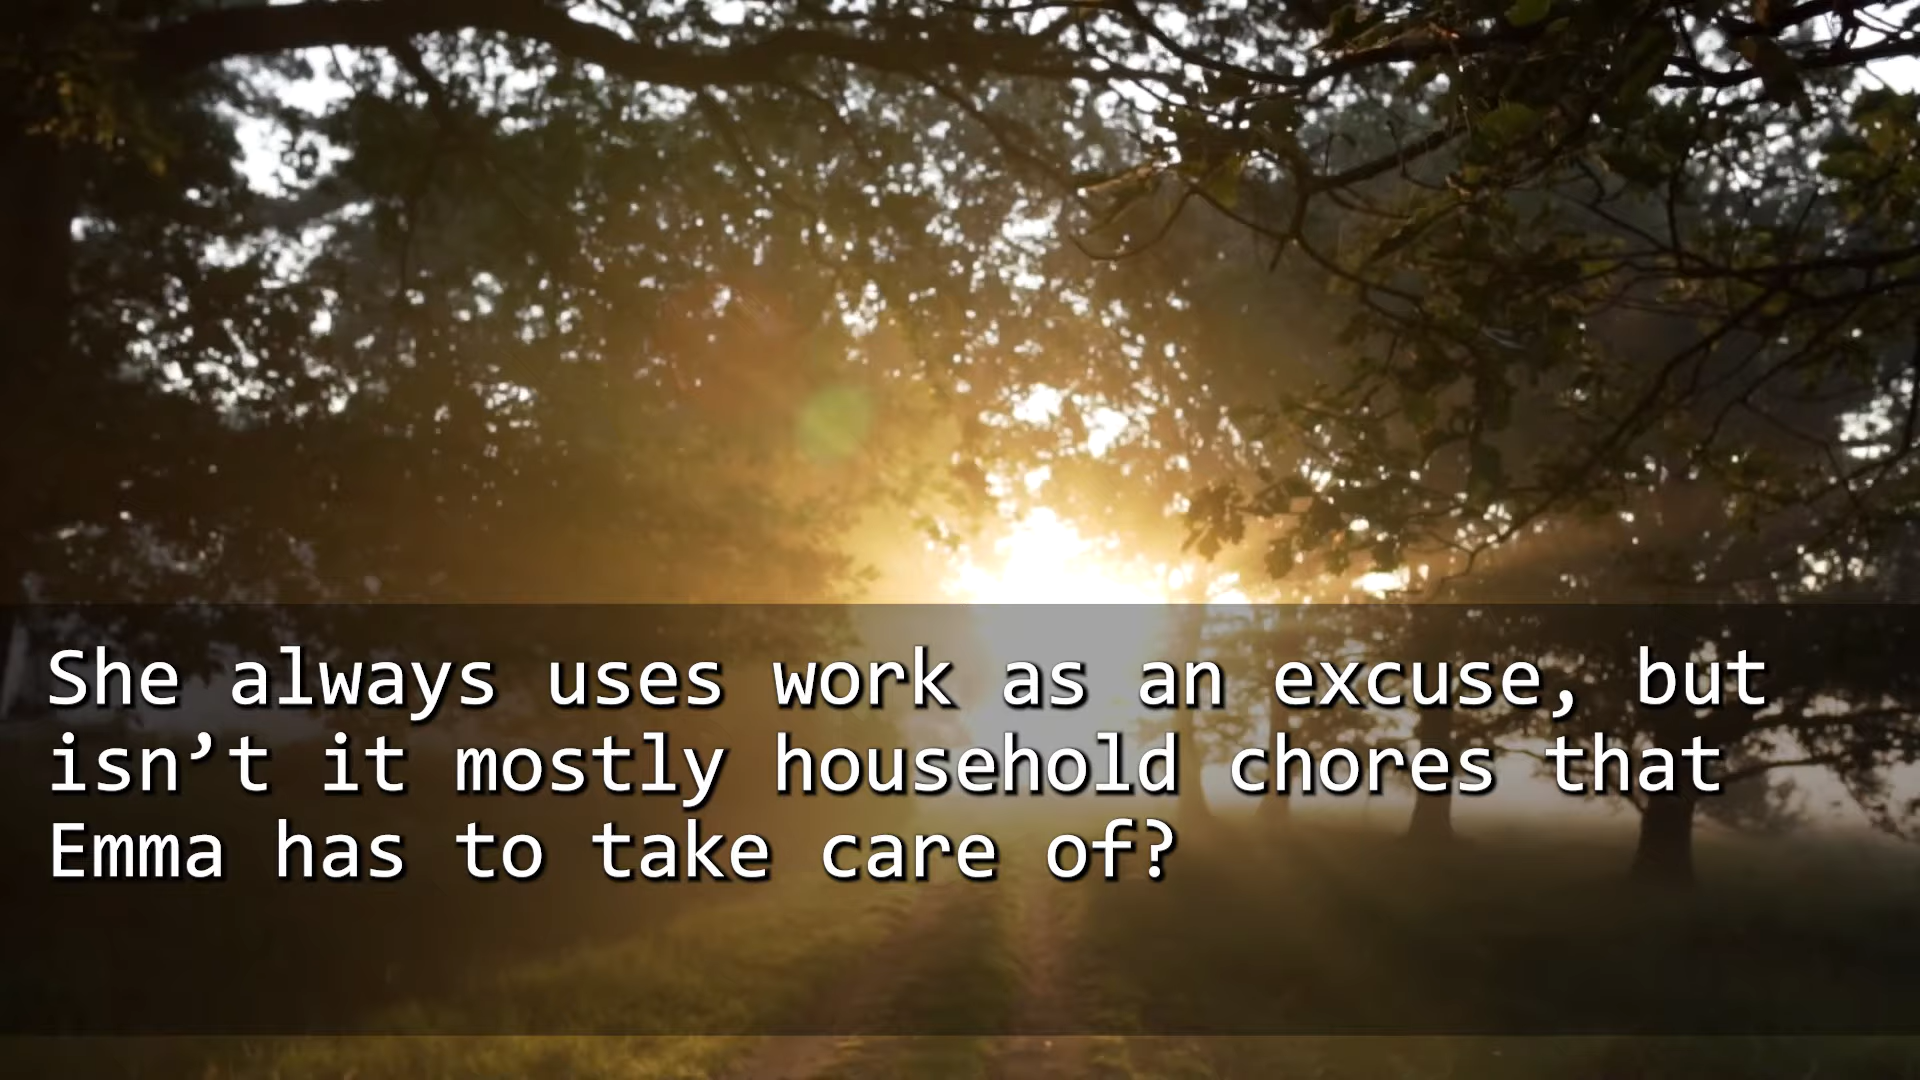 She always uses work as an excuse, but
isn’t it mostly household chores that
Emma has to take care of?